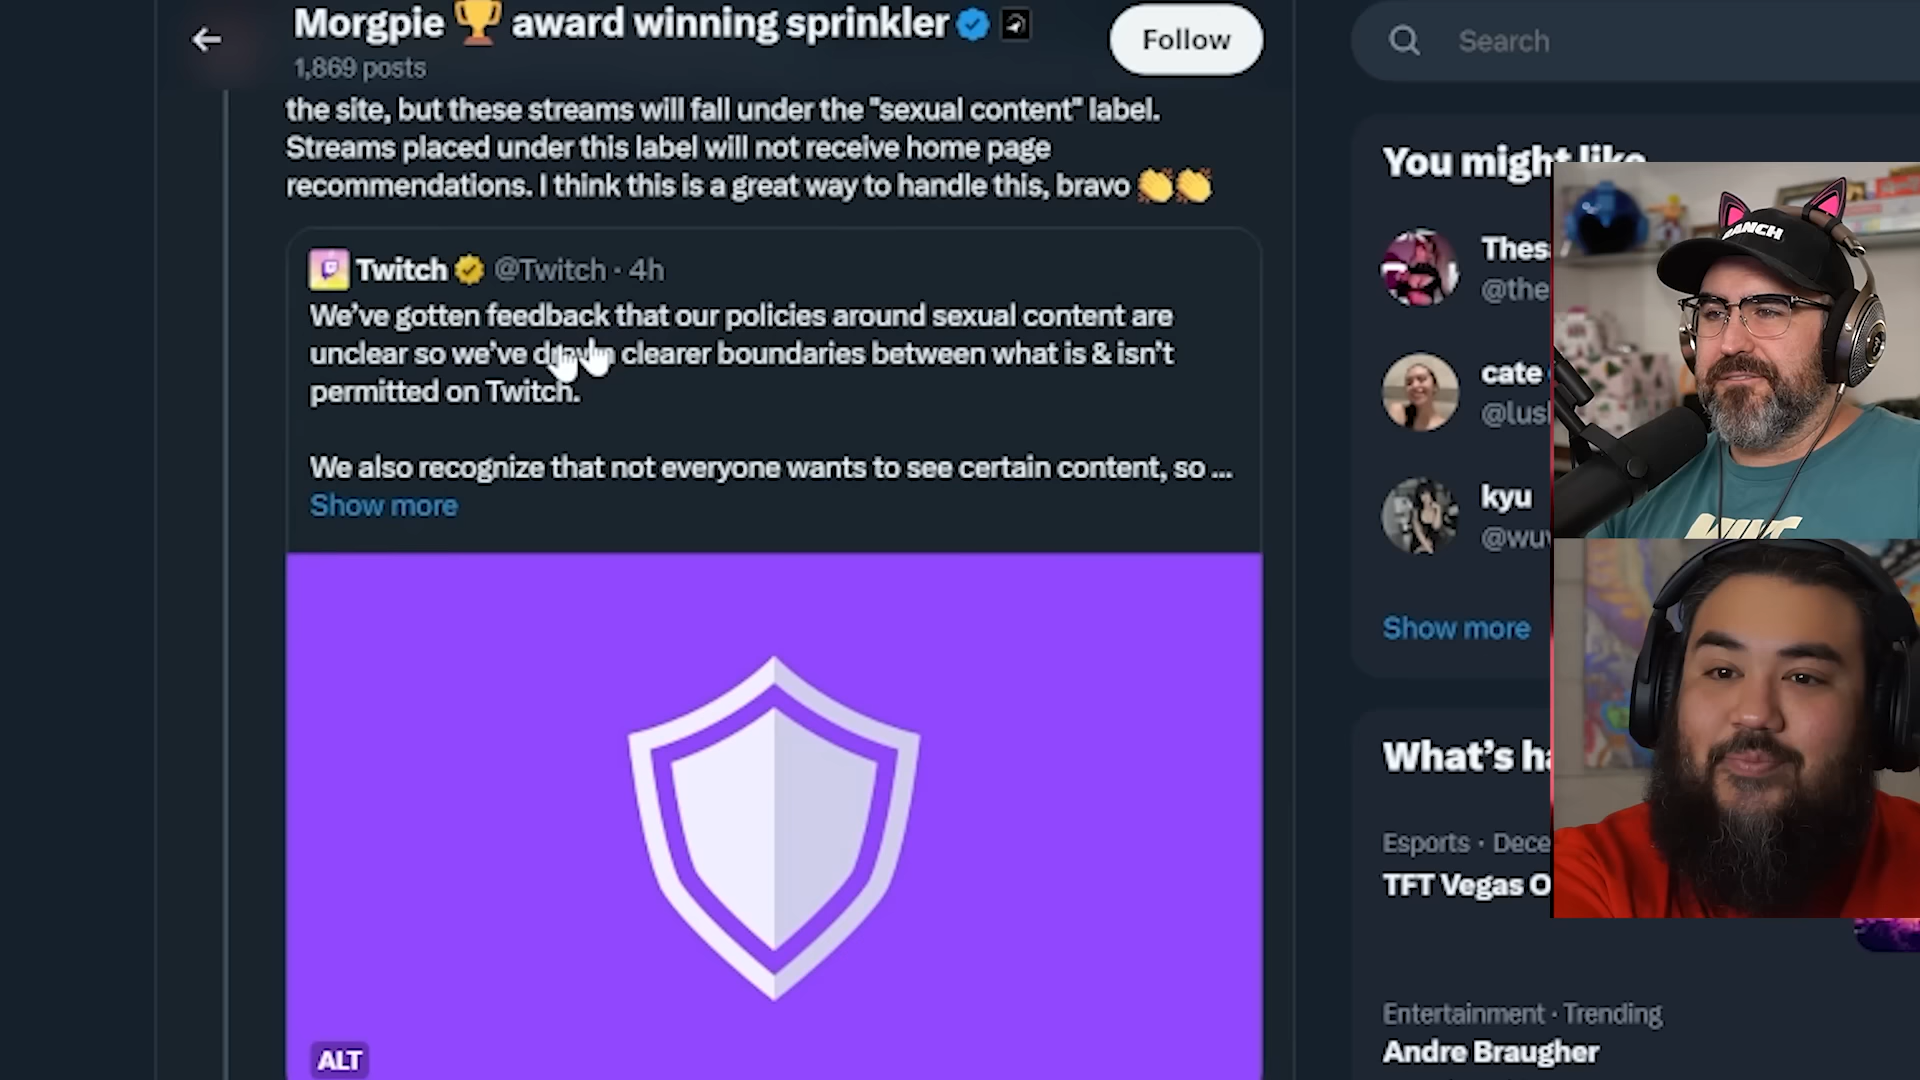 Morgpie 🏆 award winning sprinkler
1,869 posts
Follow
Search
the site, but these streams will fall under the "sexual content" label.
Streams placed under this label will not receive home page
recommendations. I think this is a great way to handle this, bravo 👏👏
Twitch @Twitch · 4h
We've gotten feedback that our policies around sexual content are
unclear so we've drawn clearer boundaries between what is & isn't
permitted on Twitch.
We also recognize that not everyone wants to see certain content, so ...
Show more
ALT
You might like
Thes
@the
cate
@lus
kyu
@wuv
Show more
What's ha
Esports · Dece
TFT Vegas O
Entertainment · Trending
Andre Braugher
RANCH